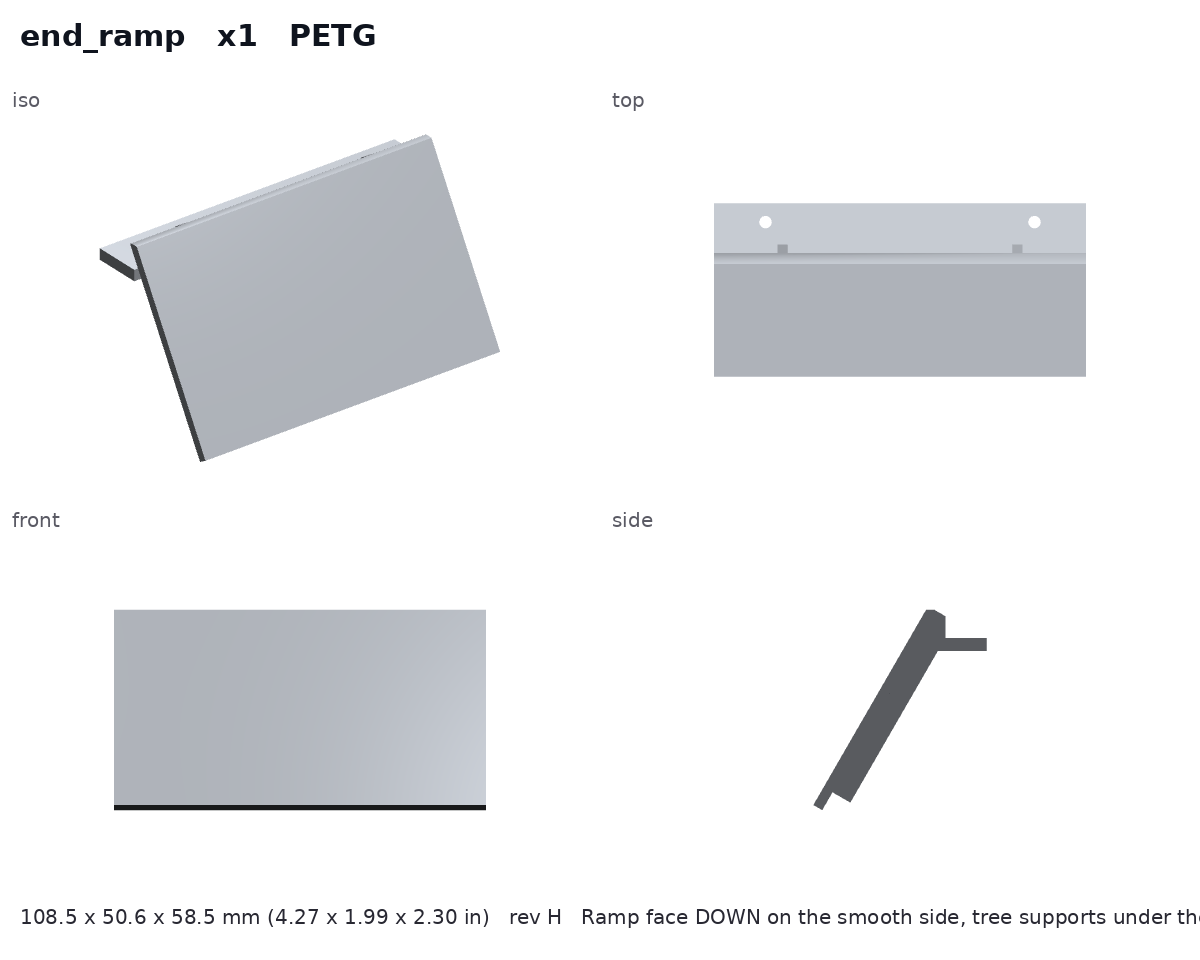 end_ramp x1 PETG
iso
top
front
side
108.5 x 50.6 x 58.5 mm (4.27 x 1.99 x 2.30 in) rev H Ramp face DOWN on the smooth side, tree supports under